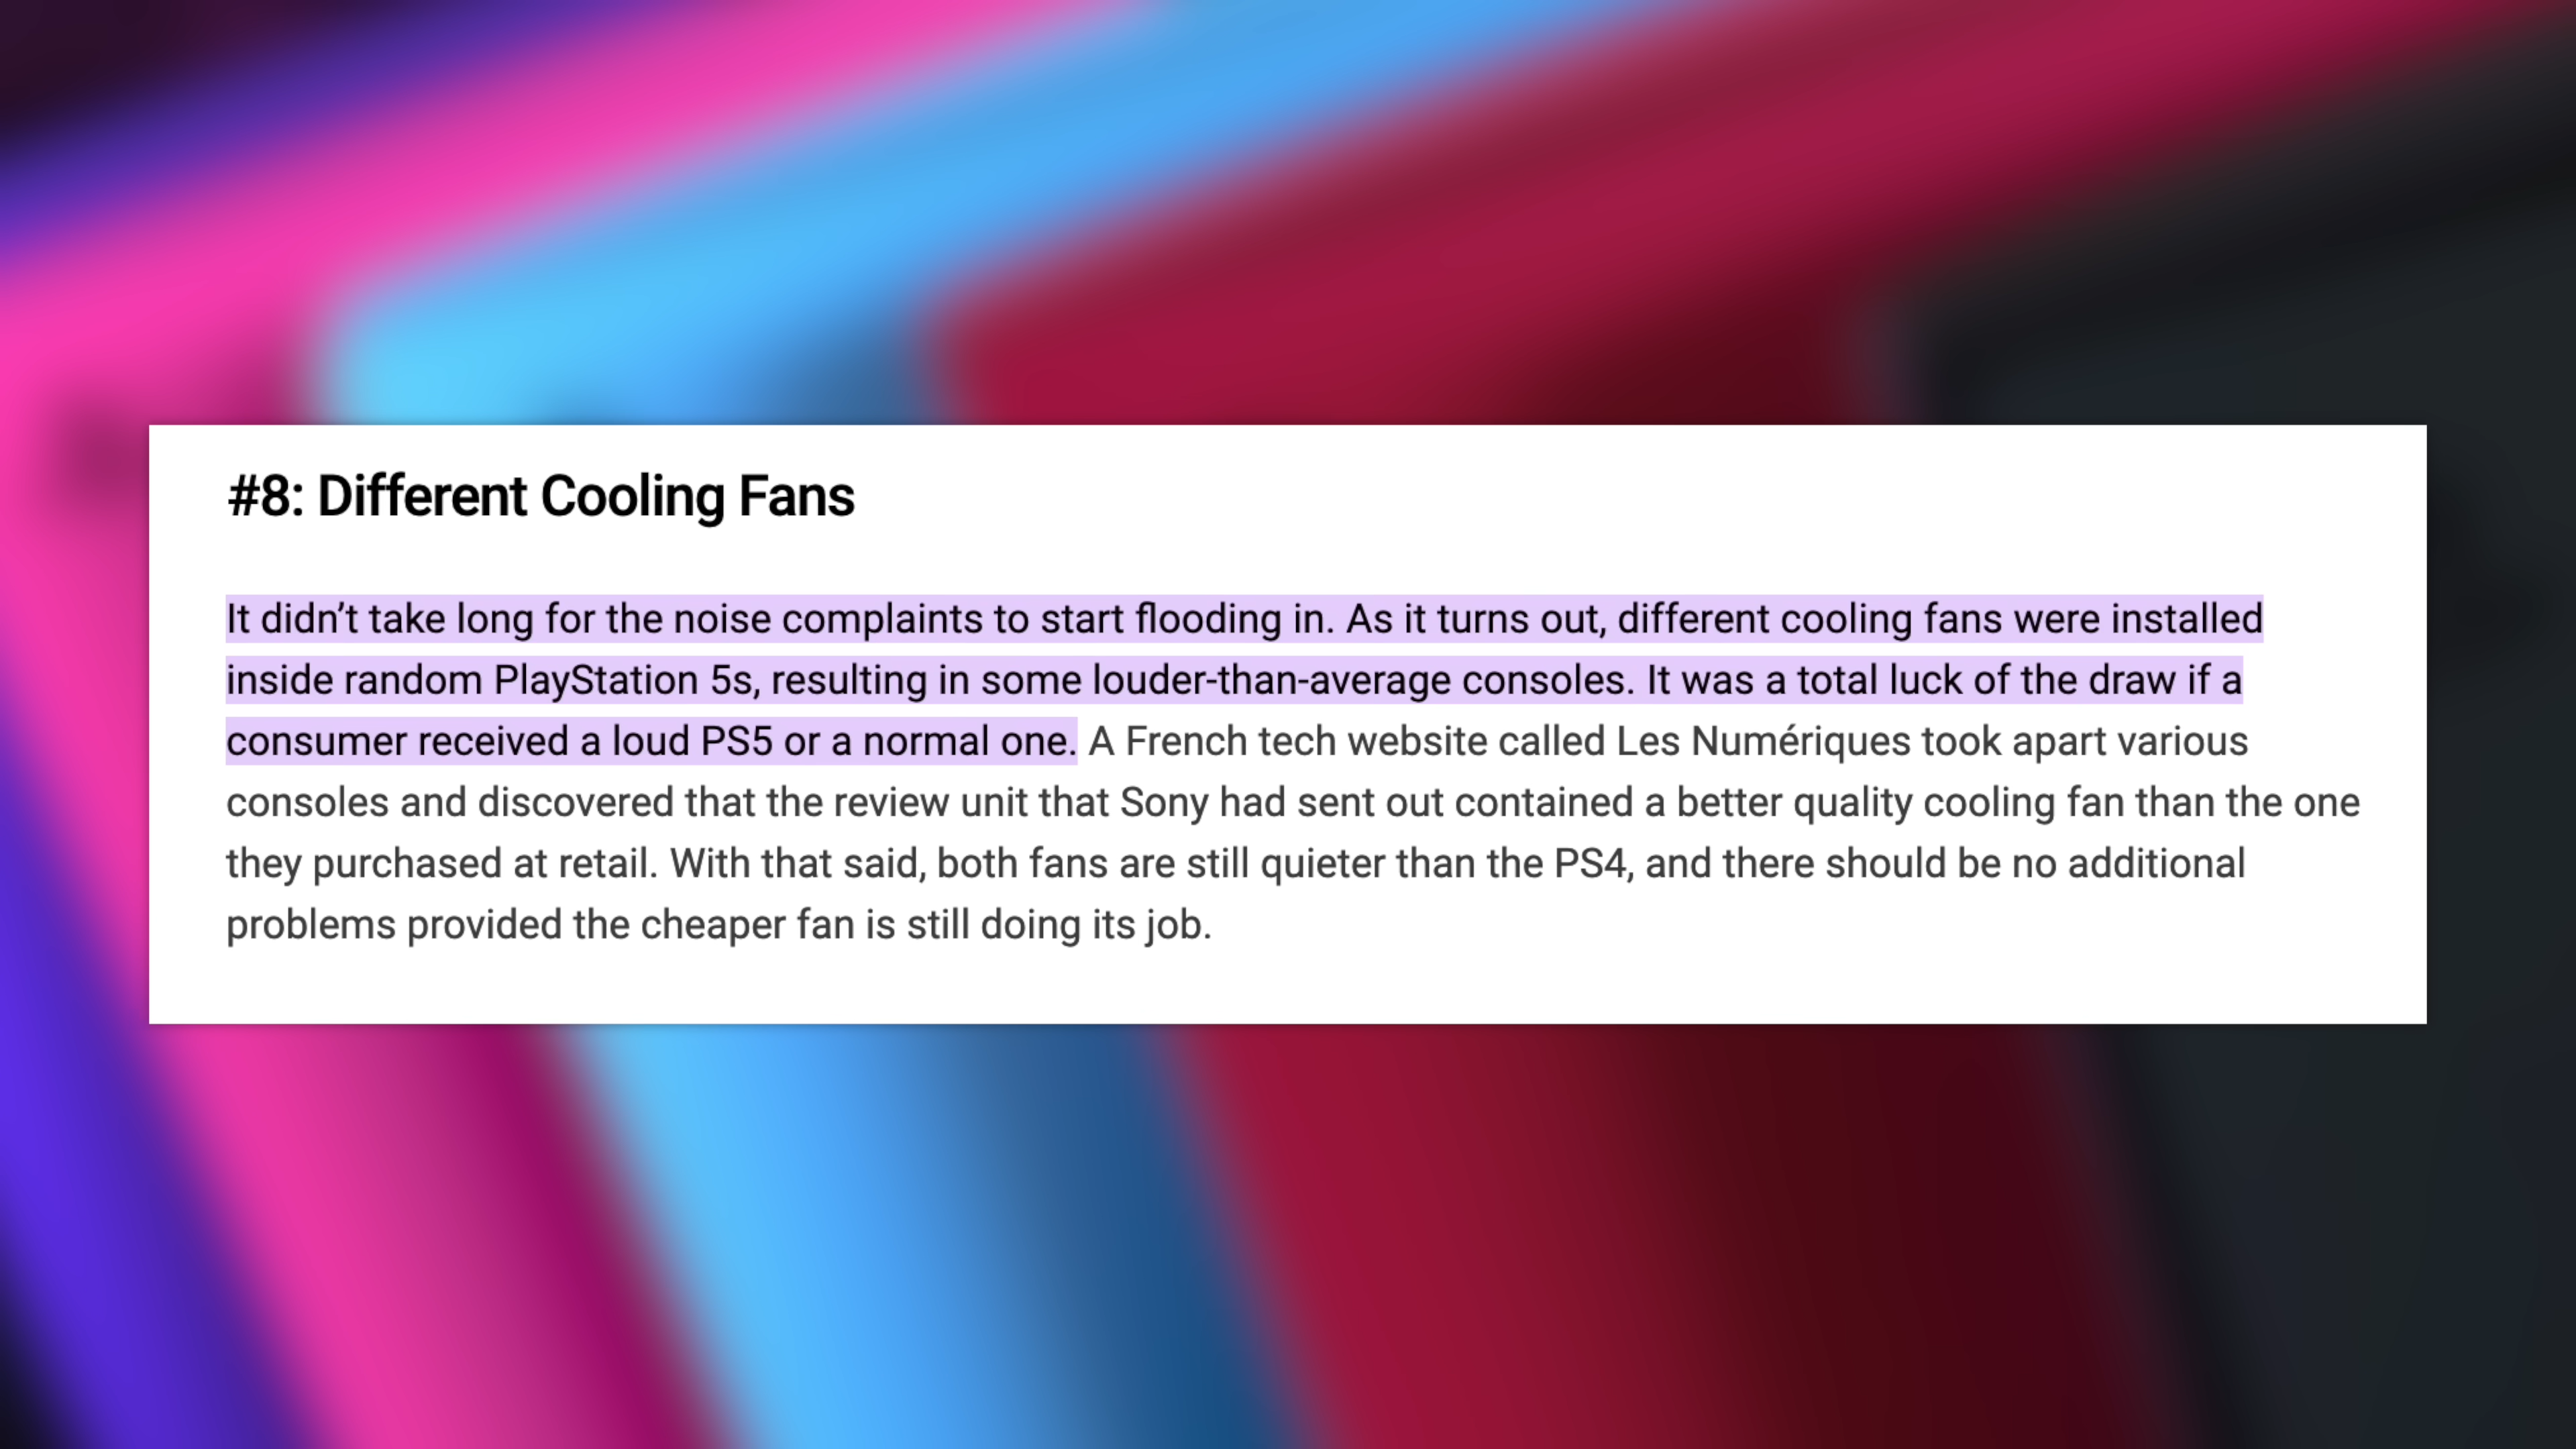 #8: Different Cooling Fans
It didn’t take long for the noise complaints to start flooding in. As it turns out, different cooling fans were installed
inside random PlayStation 5s, resulting in some louder-than-average consoles. It was a total luck of the draw if a
consumer received a loud PS5 or a normal one. A French tech website called Les Numériques took apart various
consoles and discovered that the review unit that Sony had sent out contained a better quality cooling fan than the one
they purchased at retail. With that said, both fans are still quieter than the PS4, and there should be no additional
problems provided the cheaper fan is still doing its job.